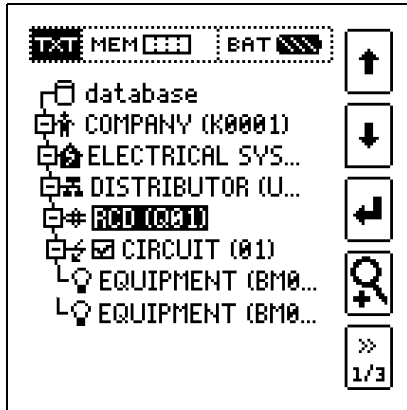 TXT MEM BAT
database
COMPANY (K0001)
ELECTRICAL SYS...
DISTRIBUTOR (U...
RCD (Q01)
CIRCUIT (01)
EQUIPMENT (BM0...
EQUIPMENT (BM0...
>>
1/3